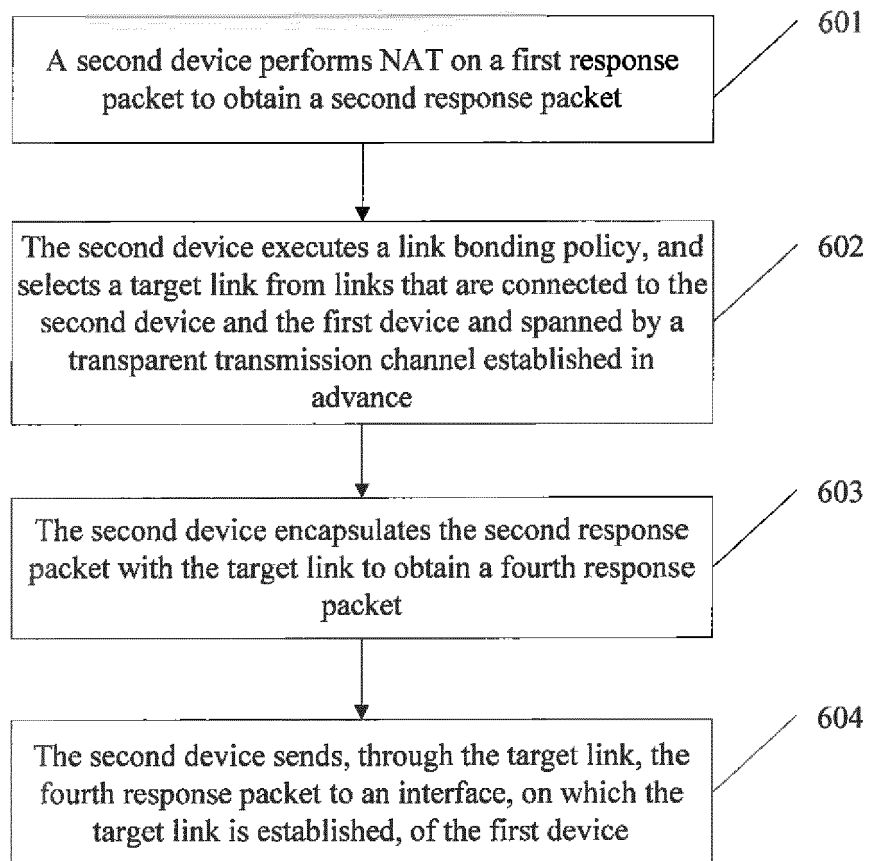 601
A second device performs NAT on a first response
packet to obtain a second response packet
602
The second device executes a link bonding policy, and
selects a target link from links that are connected to the
second device and the first device and spanned by a
transparent transmission channel established in
advance
603
The second device encapsulates the second response
packet with the target link to obtain a fourth response
packet
604
The second device sends, through the target link, the
fourth response packet to an interface, on which the
target link is established, of the first device